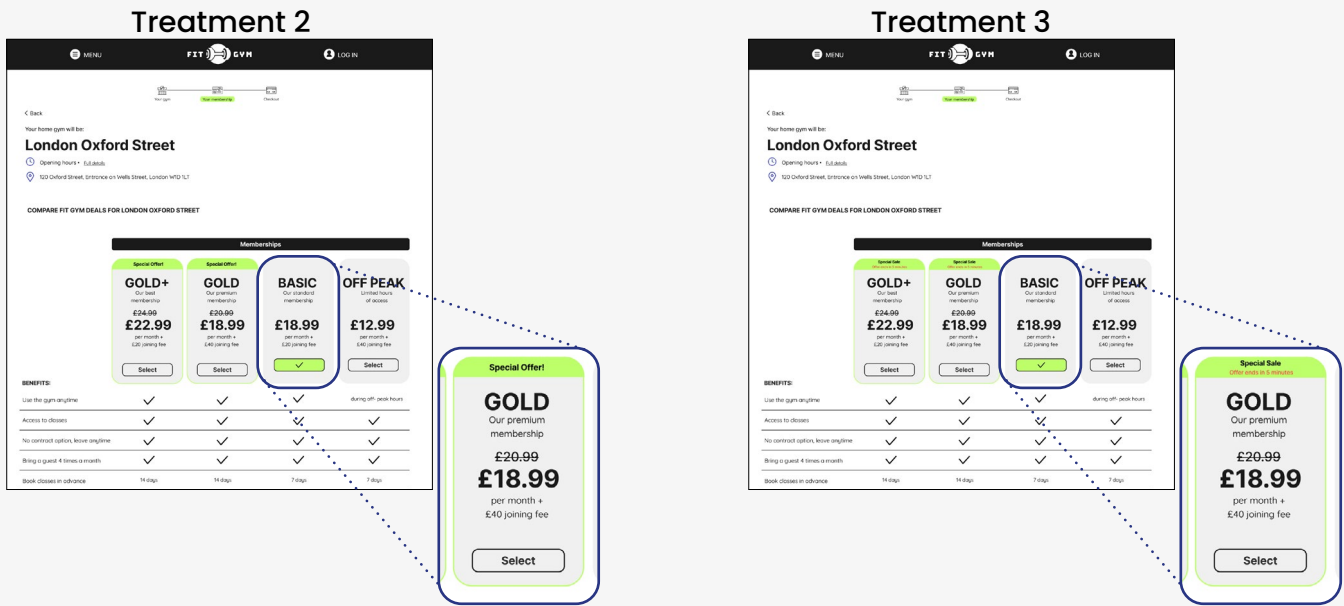 Treatment 2
MENU
FIT GYM
LOG IN
Your gym
Your membership
Checkout
< Back
Your home gym will be:
London Oxford Street
Opening hours • Full details
120 Oxford Street, Entrance on Wells Street, London W1D 1LT
COMPARE FIT GYM DEALS FOR LONDON OXFORD STREET
Memberships
Special Offer!
GOLD+
Our best
membership
£24.99
£22.99
per month +
£20 joining fee
Select
Special Offer!
GOLD
Our premium
membership
£20.99
£18.99
per month +
£40 joining fee
Select
BASIC
Our standard
membership
£18.99
per month +
£20 joining fee
OFF PEAK
Limited hours
of access
£12.99
per month +
£40 joining fee
Select
BENEFITS:
Use the gym anytime
during off- peak hours
Access to classes
No contract option, leave anytime
Bring a guest 4 times a month
Book classes in advance 14 days 14 days 7 days 7 days
Special Offer!
GOLD
Our premium
membership
£20.99
£18.99
per month +
£40 joining fee
Select
Treatment 3
MENU
FIT GYM
LOG IN
Your gym
Your membership
Checkout
< Back
Your home gym will be:
London Oxford Street
Opening hours • Full details
120 Oxford Street, Entrance on Wells Street, London W1D 1LT
COMPARE FIT GYM DEALS FOR LONDON OXFORD STREET
Memberships
Special Sale
Offer ends in 5 minutes
GOLD+
Our best
membership
£24.99
£22.99
per month +
£20 joining fee
Select
Special Sale
Offer ends in 5 minutes
GOLD
Our premium
membership
£20.99
£18.99
per month +
£40 joining fee
Select
BASIC
Our standard
membership
£18.99
per month +
£20 joining fee
OFF PEAK
Limited hours
of access
£12.99
per month +
£40 joining fee
Select
BENEFITS:
Use the gym anytime
during off- peak hours
Access to classes
No contract option, leave anytime
Bring a guest 4 times a month
Book classes in advance 14 days 14 days 7 days 7 days
Special Sale
Offer ends in 5 minutes
GOLD
Our premium
membership
£20.99
£18.99
per month +
£40 joining fee
Select